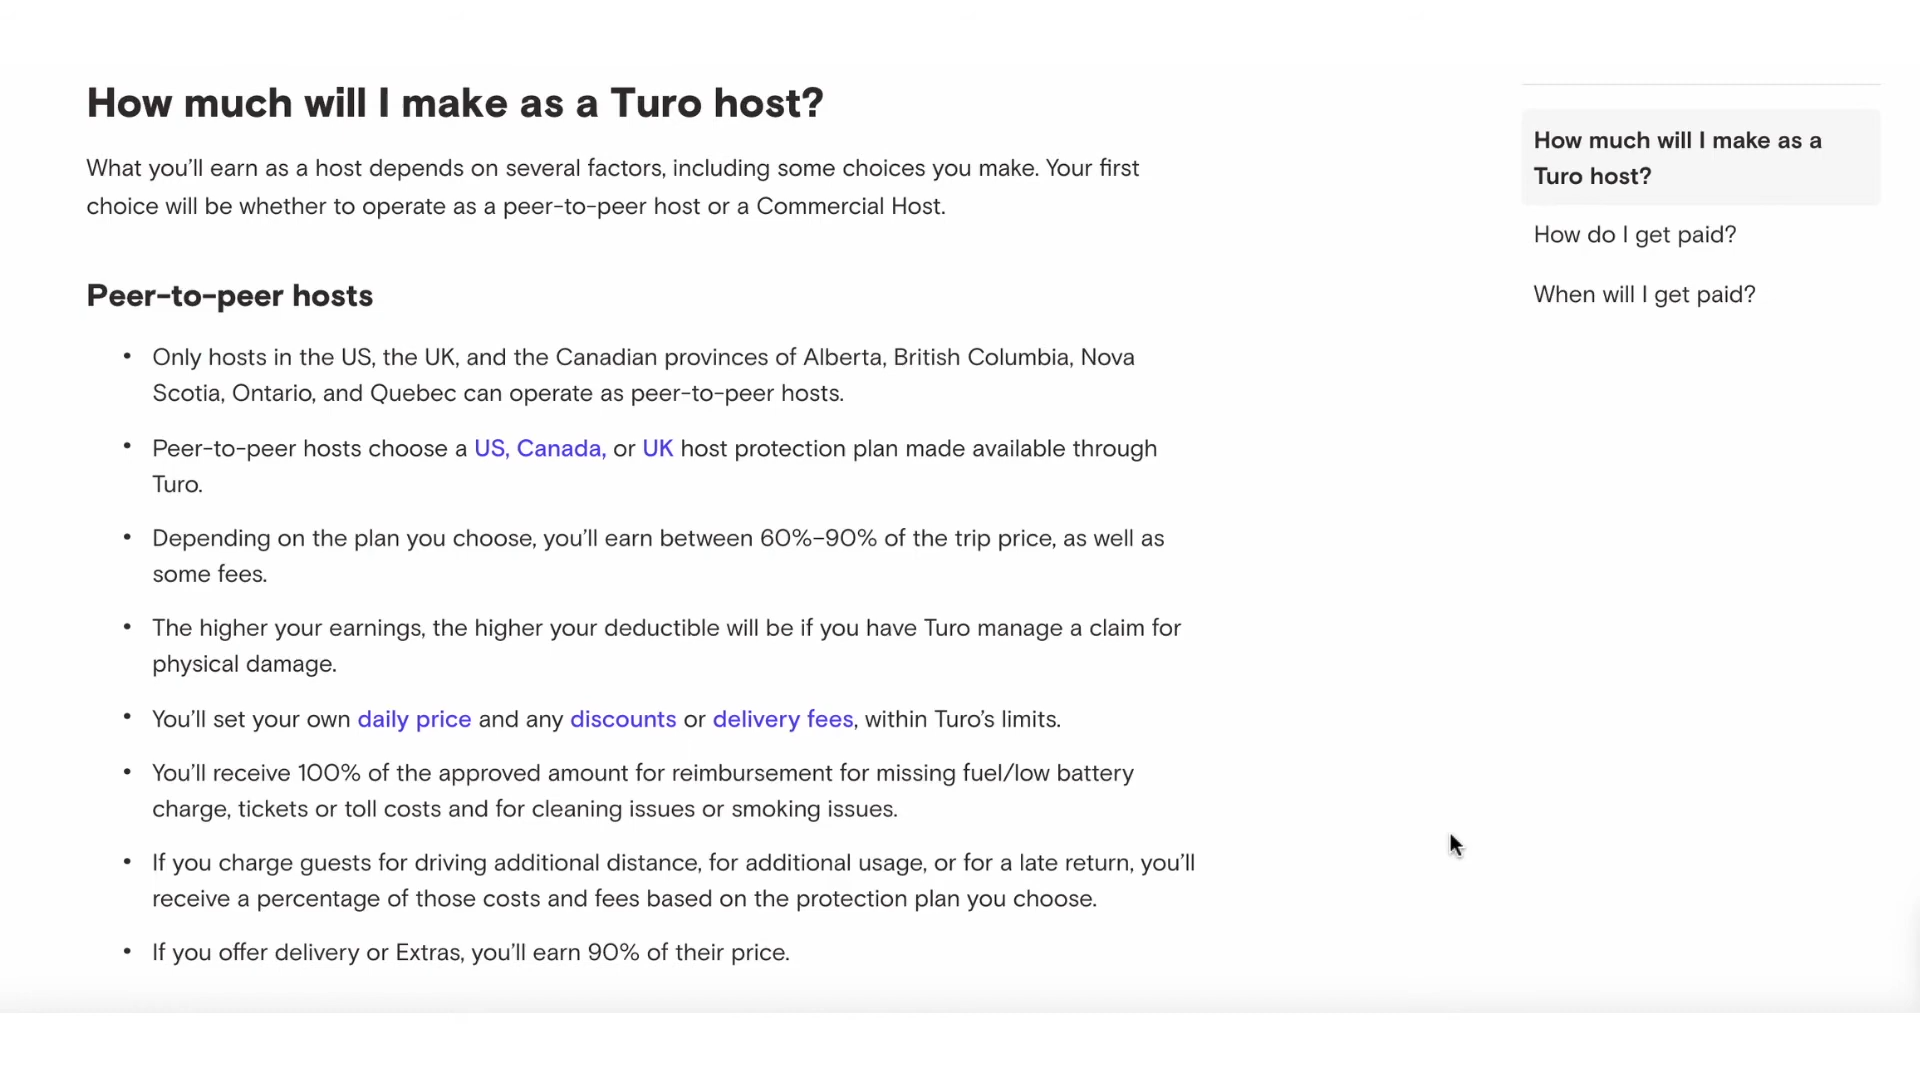 How much will I make as a Turo host?
What you’ll earn as a host depends on several factors, including some choices you make. Your first
choice will be whether to operate as a peer-to-peer host or a Commercial Host.
Peer-to-peer hosts
• Only hosts in the US, the UK, and the Canadian provinces of Alberta, British Columbia, Nova
Scotia, Ontario, and Quebec can operate as peer-to-peer hosts.
• Peer-to-peer hosts choose a US, Canada, or UK host protection plan made available through
Turo.
• Depending on the plan you choose, you’ll earn between 60%–90% of the trip price, as well as
some fees.
• The higher your earnings, the higher your deductible will be if you have Turo manage a claim for
physical damage.
• You’ll set your own daily price and any discounts or delivery fees, within Turo’s limits.
• You’ll receive 100% of the approved amount for reimbursement for missing fuel/low battery
charge, tickets or toll costs and for cleaning issues or smoking issues.
• If you charge guests for driving additional distance, for additional usage, or for a late return, you’ll
receive a percentage of those costs and fees based on the protection plan you choose.
• If you offer delivery or Extras, you’ll earn 90% of their price.
How much will I make as a
Turo host?
How do I get paid?
When will I get paid?